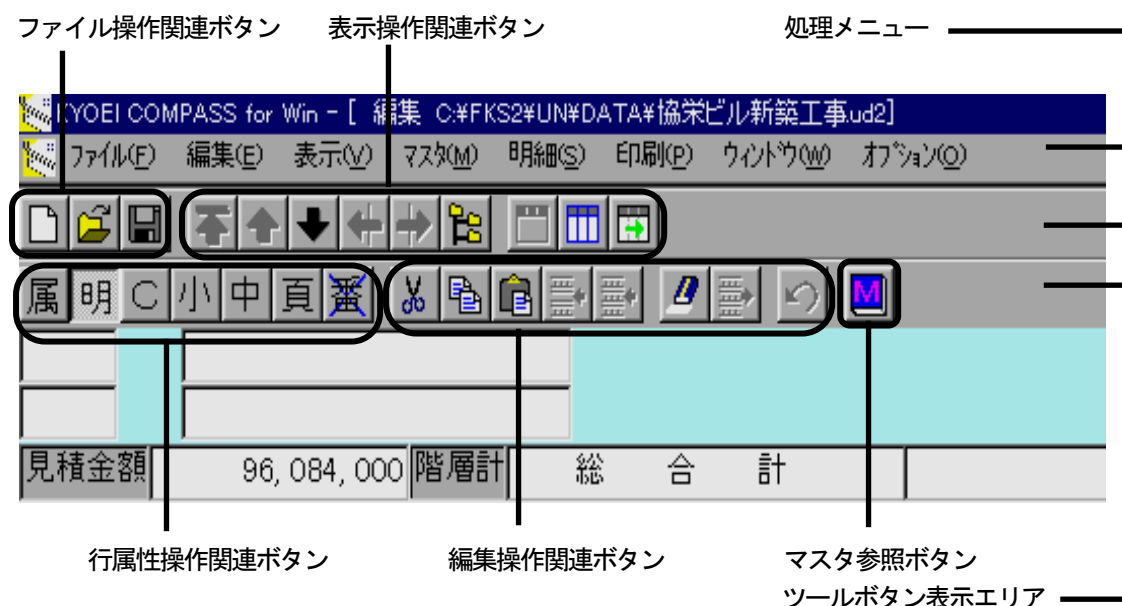 ファイル操作関連ボタン 表示操作関連ボタン 処理メニュー
KYOEI COMPASS for Win - [ 編集 C:¥FKS2¥UN¥DATA¥協栄ビル新築工事.ud2]
ファイル(F) 編集(E) 表示(V) マスタ(M) 明細(S) 印刷(P) ウィンドウ(W) オプション(O)
属 明 C 小 中 頁 番 M
見積金額 96,084,000 階層計 総 合 計
行属性操作関連ボタン 編集操作関連ボタン マスタ参照ボタン
ツールボタン表示エリア